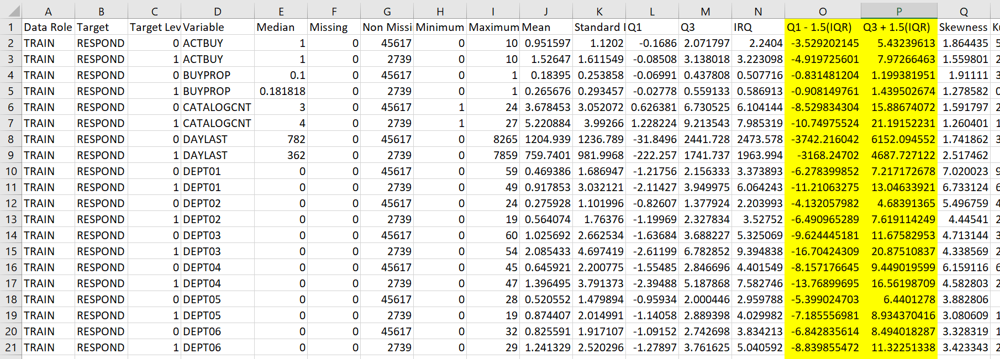 A B C D E F G H I J K L M N O P Q
1 Data Role Target Target Lev Variable Median Missing Non Missi Minimum Maximum Mean Standard Q1 Q3 IRQ Q1 - 1.5(IQR) Q3 + 1.5(IQR) Skewness
2 TRAIN RESPOND 0 ACTBUY 1 0 45617 0 10 0.951597 1.1202 -0.1686 2.071797 2.2404 -3.529202145 5.43239613 1.864435
3 TRAIN RESPOND 1 ACTBUY 1 0 2739 0 10 1.52647 1.611549 -0.08508 3.138018 3.223098 -4.919725601 7.97266463 1.559801
4 TRAIN RESPOND 0 BUYPROP 0.1 0 45617 0 1 0.18395 0.253858 -0.06991 0.437808 0.507716 -0.831481204 1.199381951 1.91111
5 TRAIN RESPOND 1 BUYPROP 0.181818 0 2739 0 1 0.265676 0.293457 -0.02778 0.559133 0.586913 -0.908149761 1.439502674 1.278582
6 TRAIN RESPOND 0 CATALOGCNT 3 0 45617 1 24 3.678453 3.052072 0.626381 6.730525 6.104144 -8.529834304 15.88674072 1.591797
7 TRAIN RESPOND 1 CATALOGCNT 4 0 2739 1 27 5.220884 3.99266 1.228224 9.213543 7.985319 -10.74975524 21.19152231 1.260401
8 TRAIN RESPOND 0 DAYLAST 782 0 45617 0 8265 1204.939 1236.789 -31.8496 2441.728 2473.578 -3742.216042 6152.094552 1.741862
9 TRAIN RESPOND 1 DAYLAST 362 0 2739 0 7859 759.7401 981.9968 -222.257 1741.737 1963.994 -3168.24702 4687.727122 2.517462
10 TRAIN RESPOND 0 DEPT01 0 0 45617 0 59 0.469386 1.686947 -1.21756 2.156333 3.373893 -6.278399852 7.217172678 7.020023
11 TRAIN RESPOND 1 DEPT01 0 0 2739 0 49 0.917853 3.032121 -2.11427 3.949975 6.064243 -11.21063275 13.04633921 6.733124
12 TRAIN RESPOND 0 DEPT02 0 0 45617 0 24 0.275928 1.101996 -0.82607 1.377924 2.203993 -4.132057982 4.68391365 5.496759
13 TRAIN RESPOND 1 DEPT02 0 0 2739 0 19 0.564074 1.76376 -1.19969 2.327834 3.52752 -6.490965289 7.619114249 4.44541
14 TRAIN RESPOND 0 DEPT03 0 0 45617 0 60 1.025692 2.662534 -1.63684 3.688227 5.325069 -9.624445181 11.67582953 4.713144
15 TRAIN RESPOND 1 DEPT03 0 0 2739 0 54 2.085433 4.697419 -2.61199 6.782852 9.394838 -16.70424309 20.87510837 4.338569
16 TRAIN RESPOND 0 DEPT04 0 0 45617 0 45 0.645921 2.200775 -1.55485 2.846696 4.401549 -8.157176645 9.449019599 6.159116
17 TRAIN RESPOND 1 DEPT04 0 0 2739 0 47 1.396495 3.791373 -2.39488 5.187868 7.582746 -13.76899695 16.56198709 4.582803
18 TRAIN RESPOND 0 DEPT05 0 0 45617 0 28 0.520552 1.479894 -0.95934 2.000446 2.959788 -5.399024703 6.4401278 3.882806
19 TRAIN RESPOND 1 DEPT05 0 0 2739 0 19 0.874407 2.014991 -1.14058 2.889398 4.029982 -7.185556981 8.934370416 3.080609
20 TRAIN RESPOND 0 DEPT06 0 0 45617 0 32 0.825591 1.917107 -1.09152 2.742698 3.834213 -6.842835614 8.494018287 3.328319
21 TRAIN RESPOND 1 DEPT06 0 0 2739 0 29 1.241329 2.520296 -1.27897 3.761625 5.040592 -8.839855472 11.32251338 3.423343